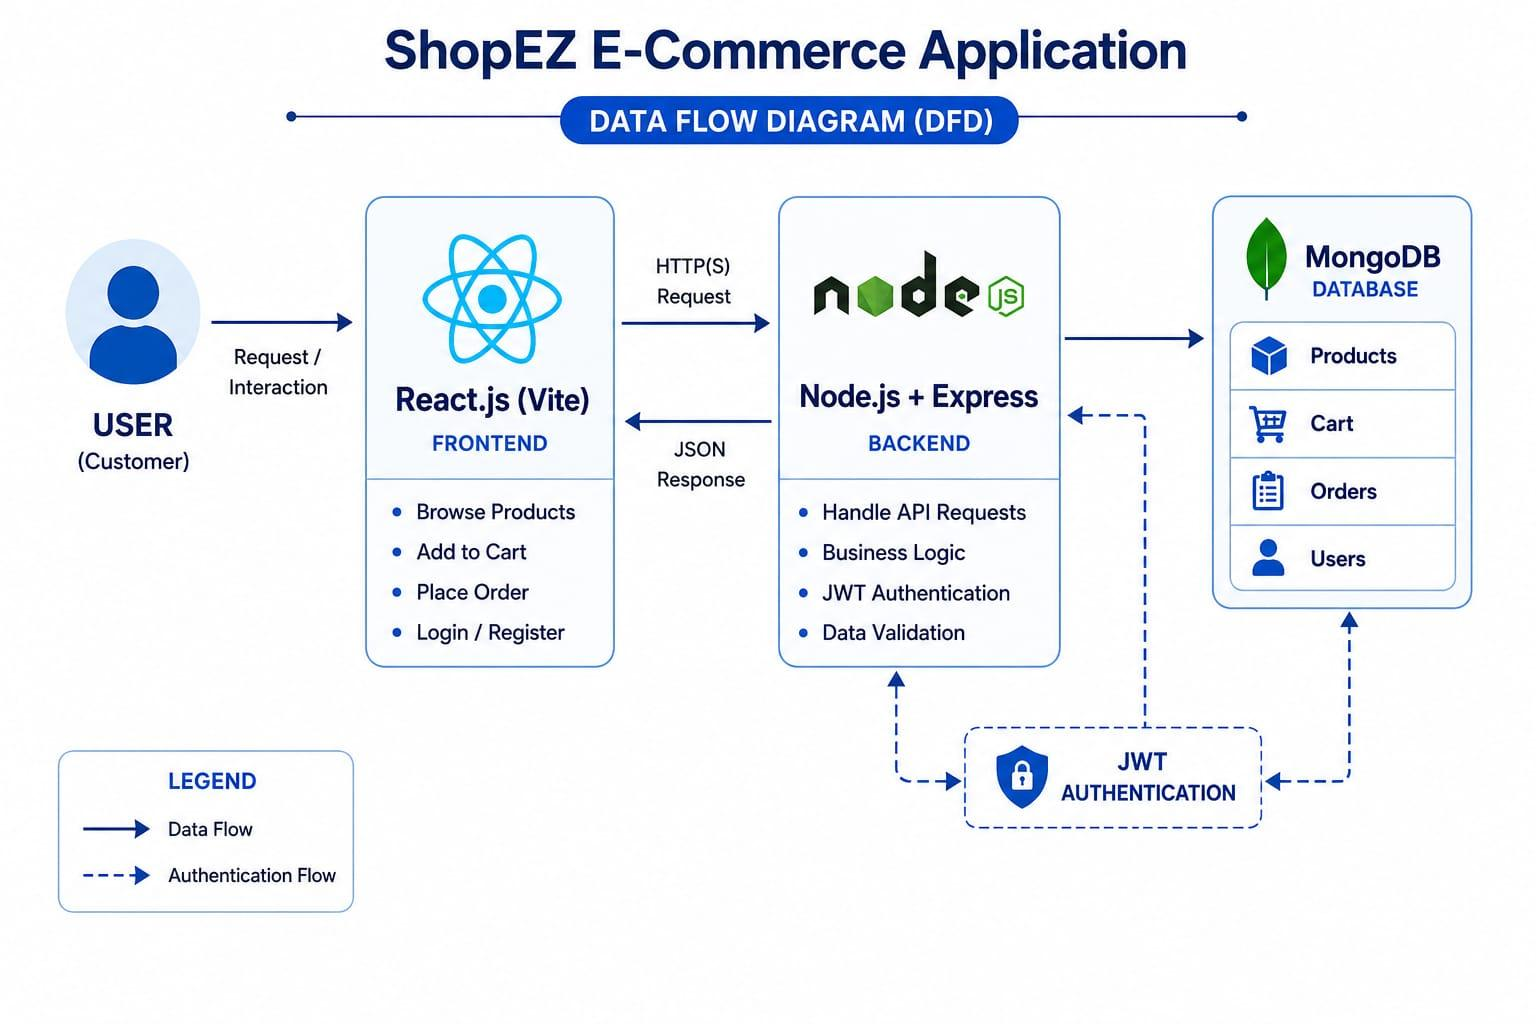 ShopEZ E-Commerce Application
DATA FLOW DIAGRAM (DFD)
USER
(Customer)
Request /
Interaction
React.js (Vite)
FRONTEND
• Browse Products
• Add to Cart
• Place Order
• Login / Register
HTTP(S)
Request
JSON
Response
node
JS
Node.js + Express
BACKEND
• Handle API Requests
• Business Logic
• JWT Authentication
• Data Validation
MongoDB
DATABASE
Products
Cart
Orders
Users
JWT
AUTHENTICATION
LEGEND
Data Flow
Authentication Flow